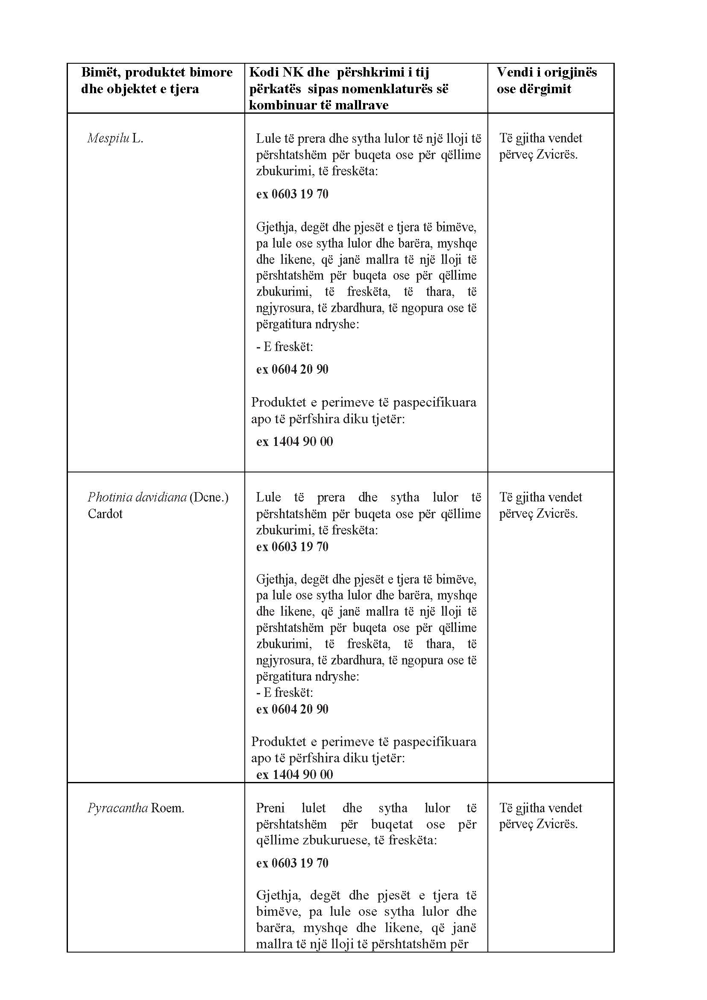 Bimët, produktet bimore
dhe objektet e tjera
Kodi NK dhe përshkrimi i tij
përkatës sipas nomenklaturës së
kombinuar të mallrave
Vendi i origjinës
ose dërgimit
Mespilu L.
Lule të prera dhe sytha lulor të një lloji të
përshtatshëm për buqeta ose për qëllime
zbukurimi, të freskëta:
ex 0603 19 70
Gjethja, degët dhe pjesët e tjera të bimëve,
pa lule ose sytha lulor dhe barëra, myshqe
dhe likene, që janë mallra të një lloji të
përshtatshëm për buqeta ose për qëllime
zbukurimi, të freskëta, të thara, të
ngjyrosura, të zbardhura, të ngopura ose të
përgatitura ndryshe:
- E freskët:
ex 0604 20 90
Produktet e perimeve të paspecifikuara
apo të përfshira diku tjetër:
ex 1404 90 00
Të gjitha vendet
përveç Zvicrës.
Photinia davidiana (Dcne.)
Cardot
Lule të prera dhe sytha lulor të
përshtatshëm për buqeta ose për qëllime
zbukurimi, të freskëta:
ex 0603 19 70
Gjethja, degët dhe pjesët e tjera të bimëve,
pa lule ose sytha lulor dhe barëra, myshqe
dhe likene, që janë mallra të një lloji të
përshtatshëm për buqeta ose për qëllime
zbukurimi, të freskëta, të thara, të
ngjyrosura, të zbardhura, të ngopura ose të
përgatitura ndryshe:
- E freskët:
ex 0604 20 90
Produktet e perimeve të paspecifikuara
apo të përfshira diku tjetër:
ex 1404 90 00
Të gjitha vendet
përveç Zvicrës.
Pyracantha Roem.
Preni lulet dhe sytha lulor të
përshtatshëm për buqetat ose për
qëllime zbukuruese, të freskëta:
ex 0603 19 70
Gjethja, degët dhe pjesët e tjera të
bimëve, pa lule ose sytha lulor dhe
barëra, myshqe dhe likene, që janë
mallra të një lloji të përshtatshëm për
Të gjitha vendet
përveç Zvicrës.